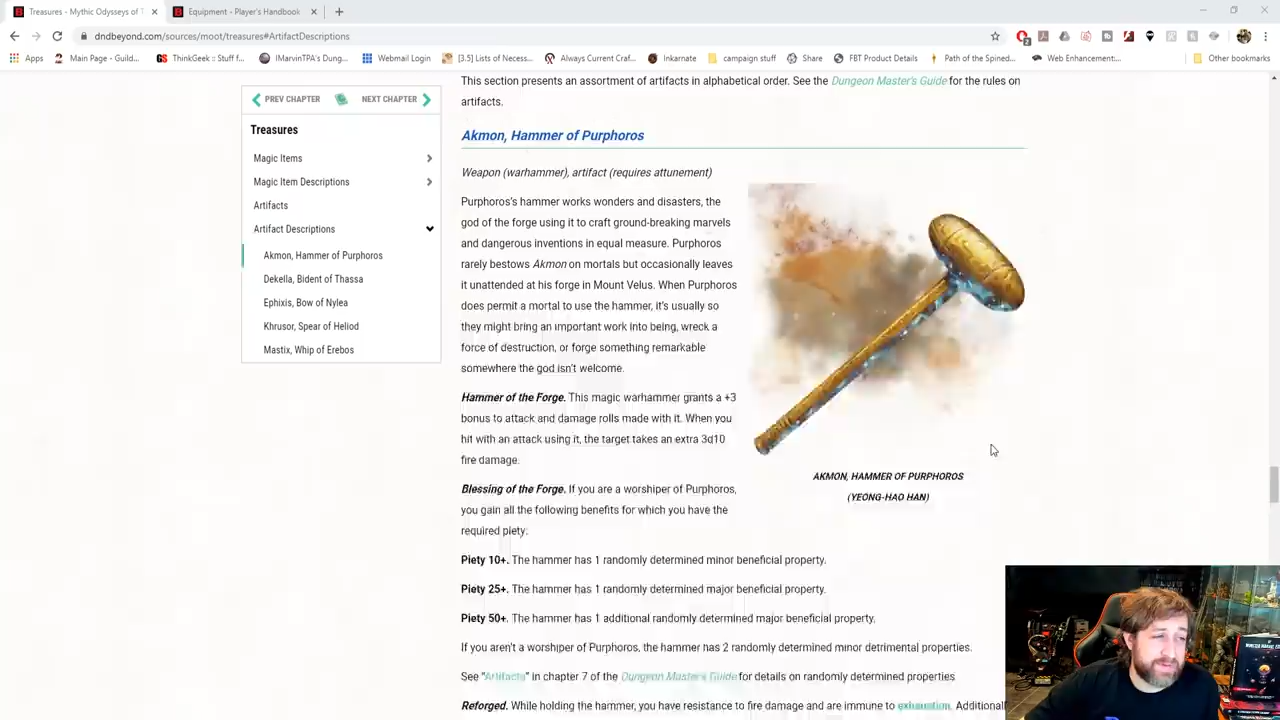 Treasures - Mythic Odysseys of T
Equipment - Player's Handbook
dndbeyond.com/sources/moot/treasures#ArtifactDescriptions
Apps
Main Page - Guild...
ThinkGeek :: Stuff f...
iMarvinTPA's Dung...
Webmail Login
[3.5] Lists of Necess...
Always Current Craf...
Inkarnate
campaign stuff
Share
FBT Product Details
Path of the Spined...
Web Enhancement:...
Other bookmarks
This section presents an assortment of artifacts in alphabetical order. See the Dungeon Master's Guide for the rules on
artifacts.
PREV CHAPTER
NEXT CHAPTER
Treasures
Magic Items
Magic Item Descriptions
Artifacts
Artifact Descriptions
Akmon, Hammer of Purphoros
Dekella, Bident of Thassa
Ephixis, Bow of Nylea
Khrusor, Spear of Heliod
Mastix, Whip of Erebos
Akmon, Hammer of Purphoros
Weapon (warhammer), artifact (requires attunement)
Purphoros's hammer works wonders and disasters, the
god of the forge using it to craft ground-breaking marvels
and dangerous inventions in equal measure. Purphoros
rarely bestows Akmon on mortals but occasionally leaves
it unattended at his forge in Mount Velus. When Purphoros
does permit a mortal to use the hammer, it's usually so
they might bring an important work into being, wreck a
force of destruction, or forge something remarkable
somewhere the god isn't welcome.
Hammer of the Forge. This magic warhammer grants a +3
bonus to attack and damage rolls made with it. When you
hit with an attack using it, the target takes an extra 3d10
fire damage.
AKMON, HAMMER OF PURPHOROS
(YEONG-HAO HAN)
Blessing of the Forge. If you are a worshiper of Purphoros,
you gain all the following benefits for which you have the
required piety:
Piety 10+. The hammer has 1 randomly determined minor beneficial property.
Piety 25+. The hammer has 1 randomly determined major beneficial property.
Piety 50+. The hammer has 1 additional randomly determined major beneficial property.
If you aren't a worshiper of Purphoros, the hammer has 2 randomly determined minor detrimental properties.
See "Artifacts" in chapter 7 of the Dungeon Master's Guide for details on randomly determined properties
Reforged. While holding the hammer, you have resistance to fire damage and are immune to exhaustion. Additional